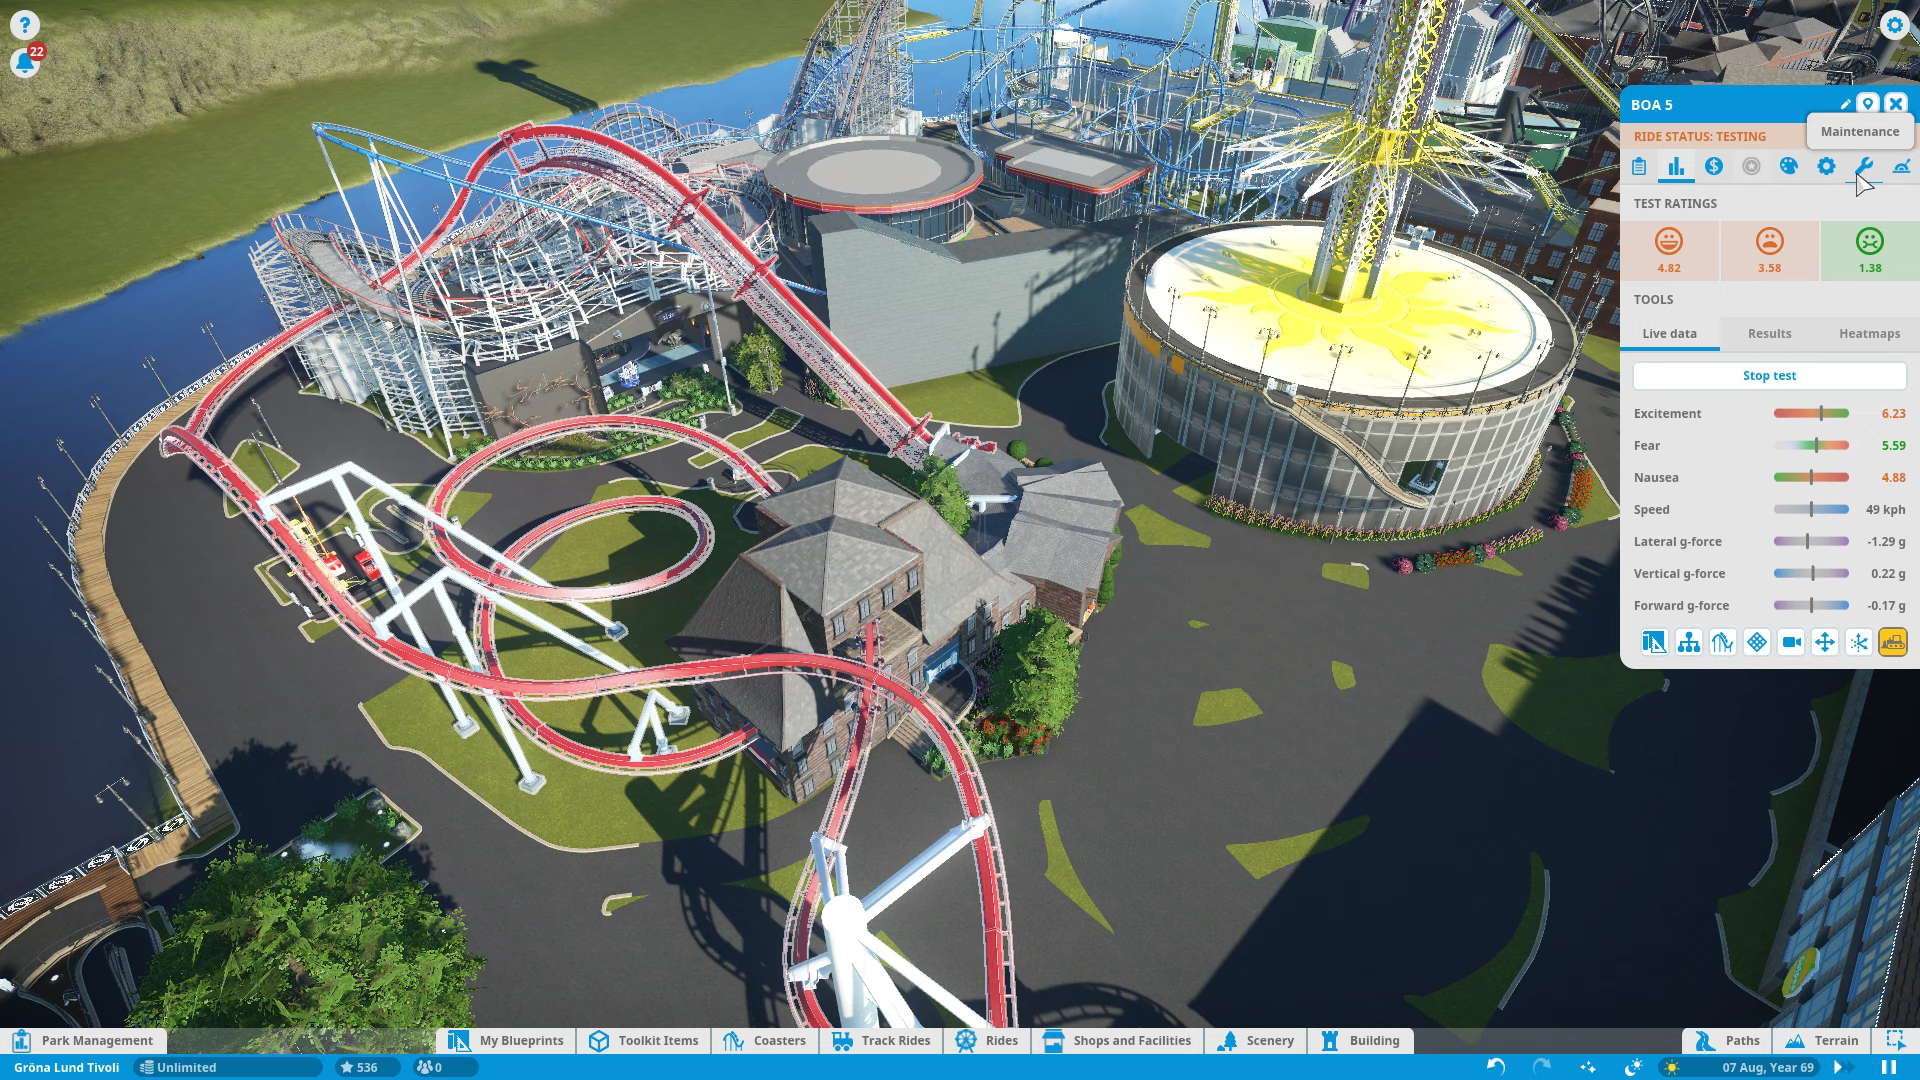 ?
22
BOA 5
RIDE STATUS: TESTING
Maintenance
TEST RATINGS
4.82 3.58 1.38
TOOLS
Live data Results Heatmaps
Stop test
Excitement 6.23
Fear 5.59
Nausea 4.88
Speed 49 kph
Lateral g-force -1.29 g
Vertical g-force 0.22 g
Forward g-force -0.17 g
Park Management My Blueprints Toolkit Items Coasters Track Rides Rides Shops and Facilities Scenery Building Paths Terrain
Gröna Lund Tivoli Unlimited 536 0 07 Aug, Year 69